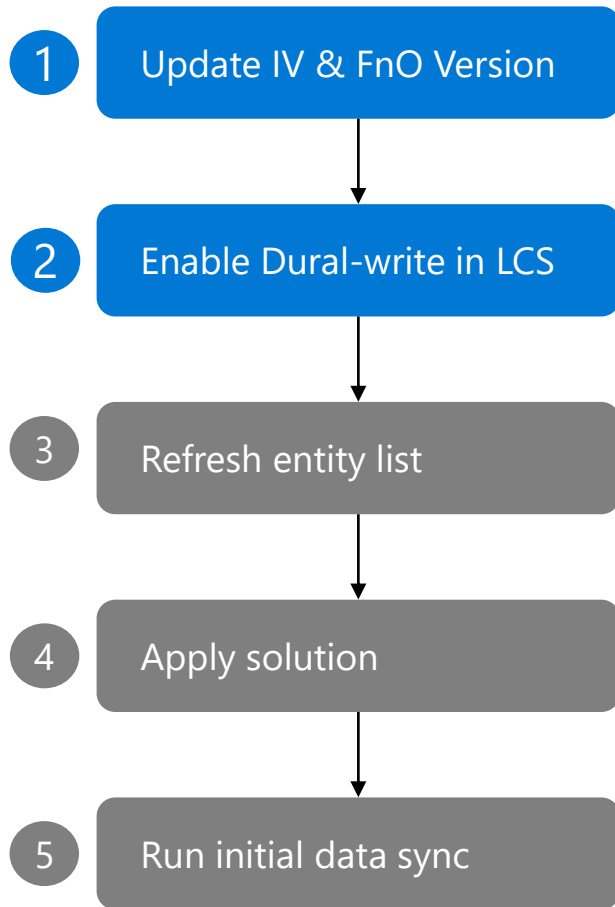 1 Update IV & FnO Version
2 Enable Dural-write in LCS
3 Refresh entity list
4 Apply solution
5 Run initial data sync